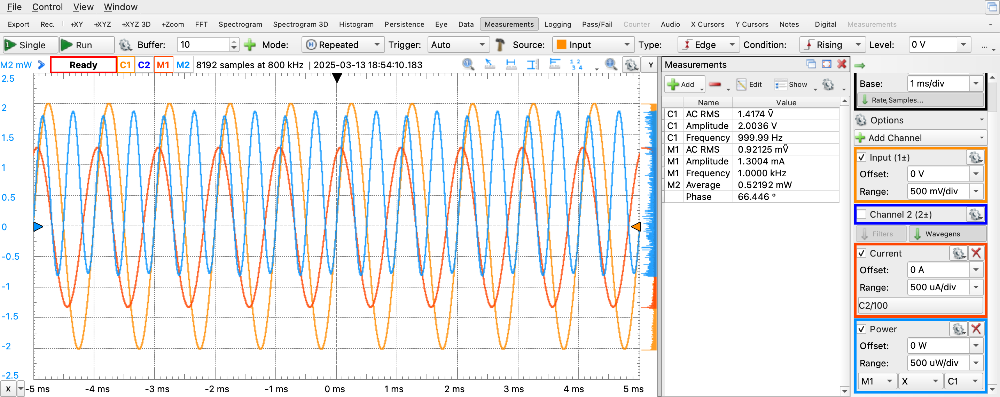 File Control View Window
Export Rec. +XY +XYZ +XYZ 3D +Zoom FFT Spectrogram Spectrogram 3D Histogram Persistence Eye Data Measurements Logging Pass/Fail Counter Audio X Cursors Y Cursors Notes Digital Measurements -
1 Single Run Buffer: 10 Mode: Repeated Trigger: Auto Source: Input Type: Edge Condition: Rising Level: 0 V ...
M2 mW Ready C1 C2 M1 M2 8192 samples at 800 kHz | 2025-03-13 18:54:10.183 1 1 2 3 4 Y
2.5
2
1.5
1
0.5
0
-0.5
-1
-1.5
-2
-2.5
X -5 ms -4 ms -3 ms -2 ms -1 ms 0 ms 1 ms 2 ms 3 ms 4 ms 5 ms
Measurements
Add Edit Show
Name Value
C1 AC RMS 1.4174 Ṽ
C1 Amplitude 2.0036 V
C1 Frequency 999.99 Hz
M1 AC RMS 0.92125 mṼ
M1 Amplitude 1.3004 mA
M1 Frequency 1.0000 kHz
M2 Average 0.52192 mW
Phase 66.446 °
Base: 1 ms/div
Rate,Samples...
Options
Add Channel
Input (1±)
Offset: 0 V
Range: 500 mV/div
Channel 2 (2±)
Filters Wavegens
Current
Offset: 0 A
Range: 500 uA/div
C2/100
Power
Offset: 0 W
Range: 500 uW/div
M1 X C1